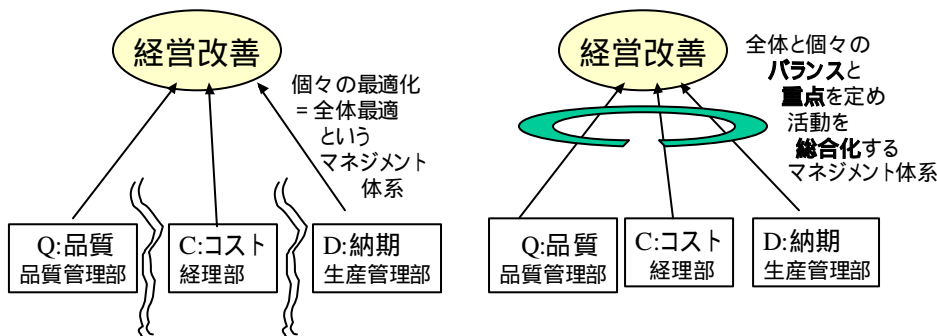 経営改善
個々の最適化
=全体最適
という
マネジメント
体系
Q:品質
品質管理部
C:コスト
経理部
D:納期
生産管理部
経営改善
全体と個々の
バランスと
重点を定め
活動を
総合化する
マネジメント体系
Q:品質
品質管理部
C:コスト
経理部
D:納期
生産管理部